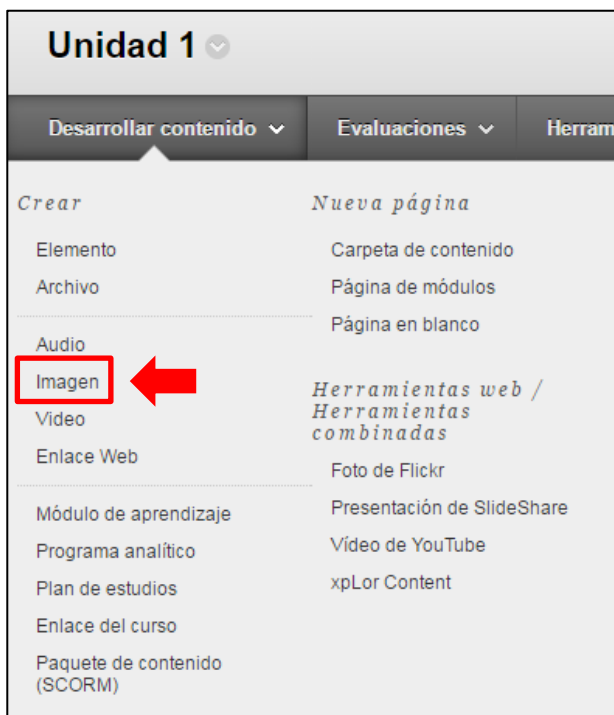 Unidad 1
Desarrollar contenido
Evaluaciones
Herram
Crear
Elemento
Archivo
Audio
Imagen
Video
Enlace Web
Módulo de aprendizaje
Programa analítico
Plan de estudios
Enlace del curso
Paquete de contenido
(SCORM)
Nueva página
Carpeta de contenido
Página de módulos
Página en blanco
Herramientas web /
Herramientas
combinadas
Foto de Flickr
Presentación de SlideShare
Vídeo de YouTube
xpLor Content